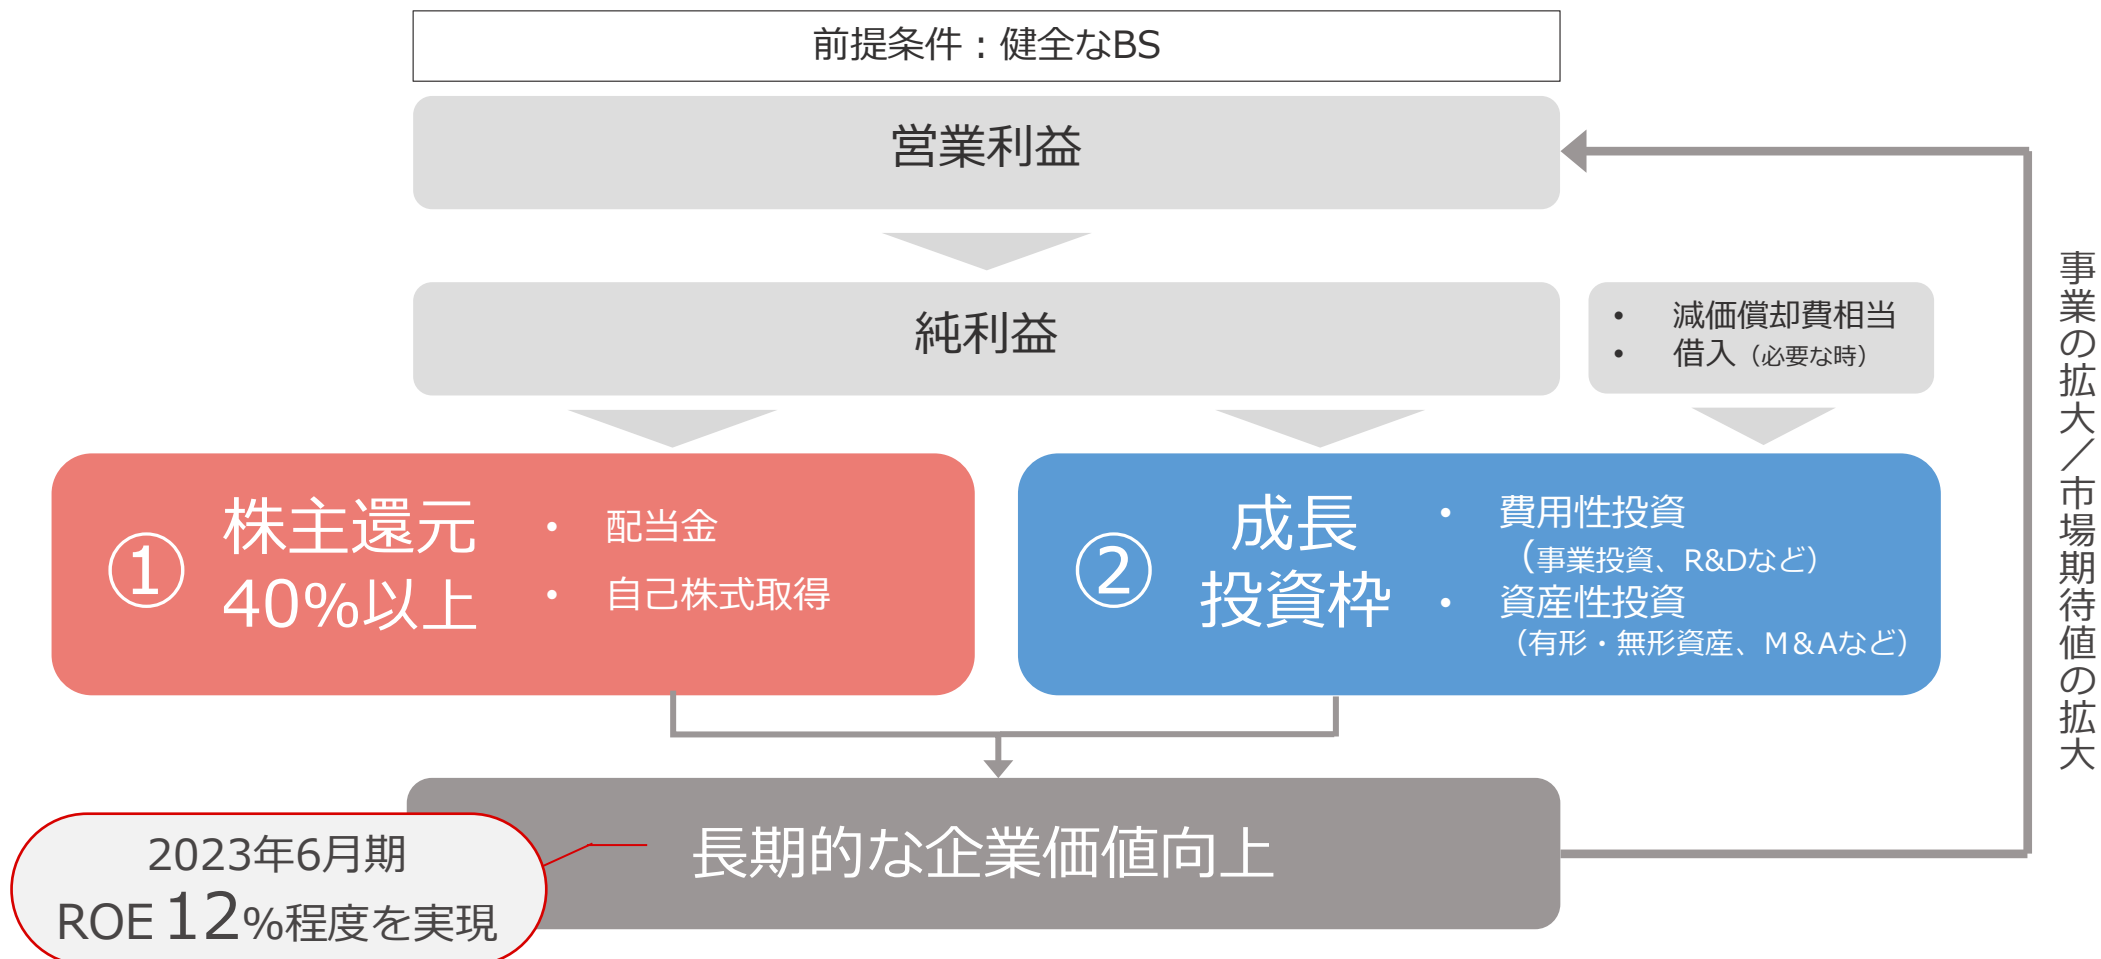 前提条件：健全なBS
営業利益
純利益
• 減価償却費相当
• 借入（必要な時）
①
株主還元
40%以上
• 配当金
• 自己株式取得
②
成長
投資枠
• 費用性投資
（事業投資、R&Dなど）
• 資産性投資
（有形・無形資産、M＆Aなど）
長期的な企業価値向上
2023年6月期
ROE 12%程度を実現
事業の拡大／市場期待値の拡大